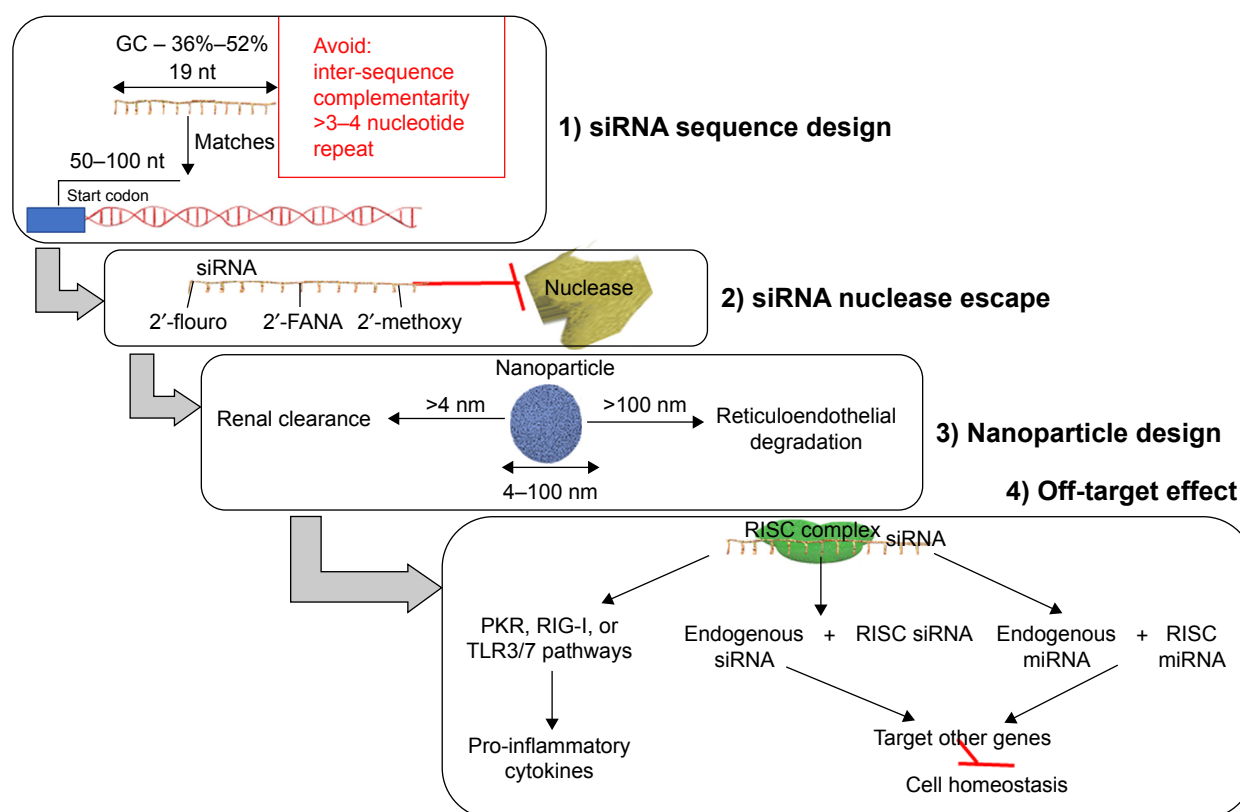 GC – 36%–52%
19 nt
Avoid:
inter-sequence
complementarity
>3–4 nucleotide
repeat
1) siRNA sequence design
Matches
50–100 nt
Start codon
siRNA
Nuclease
2′-flouro
2′-FANA
2′-methoxy
2) siRNA nuclease escape
Nanoparticle
Renal clearance
>4 nm
>100 nm
Reticuloendothelial
degradation
4–100 nm
3) Nanoparticle design
4) Off-target effect
RISC complex
siRNA
PKR, RIG-I, or
TLR3/7 pathways
Endogenous
siRNA
+
RISC siRNA
Endogenous
miRNA
+
RISC
miRNA
Pro-inflammatory
cytokines
Target other genes
Cell homeostasis